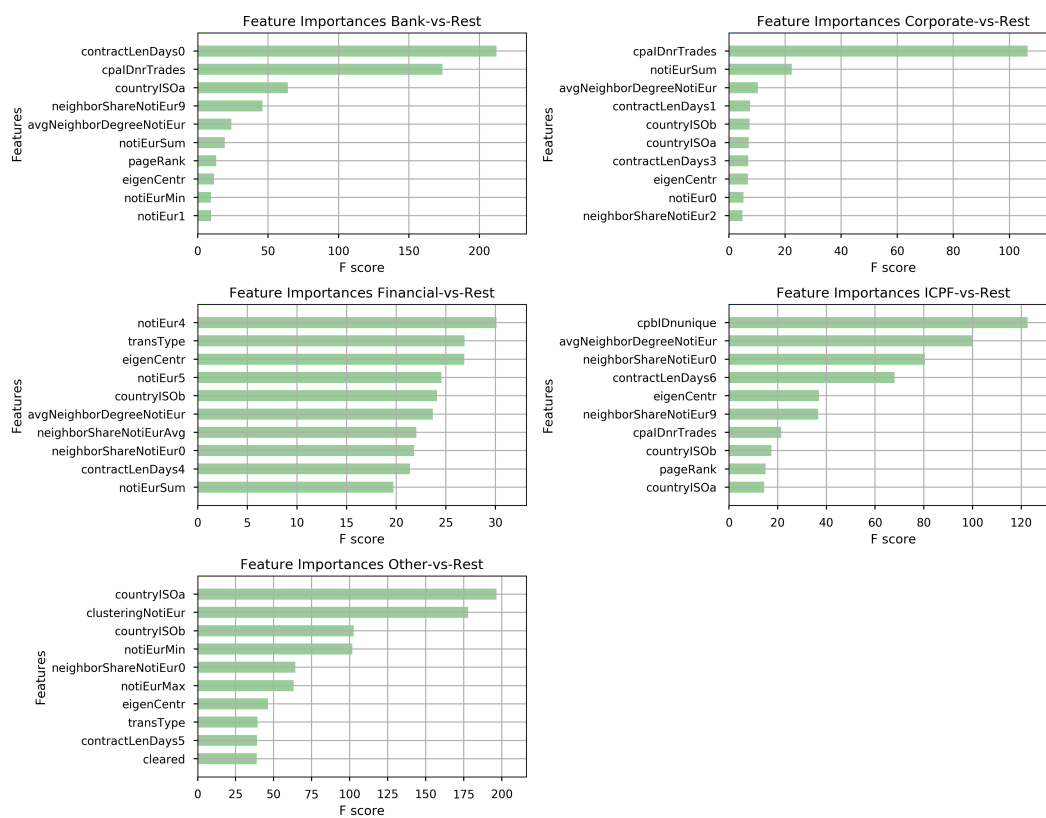 Feature Importances Bank-vs-Rest
Features
contractLenDays0
cpaIDnrTrades
countryISOa
neighborShareNotiEur9
avgNeighborDegreeNotiEur
notiEurSum
pageRank
eigenCentr
notiEurMin
notiEur1
0 50 100 150 200
F score
Feature Importances Corporate-vs-Rest
Features
cpaIDnrTrades
notiEurSum
avgNeighborDegreeNotiEur
contractLenDays1
countryISOb
countryISOa
contractLenDays3
eigenCentr
notiEur0
neighborShareNotiEur2
0 20 40 60 80 100
F score
Feature Importances Financial-vs-Rest
Features
notiEur4
transType
eigenCentr
notiEur5
countryISOb
avgNeighborDegreeNotiEur
neighborShareNotiEurAvg
neighborShareNotiEur0
contractLenDays4
notiEurSum
0 5 10 15 20 25 30
F score
Feature Importances ICPF-vs-Rest
Features
cpbIDnunique
avgNeighborDegreeNotiEur
neighborShareNotiEur0
contractLenDays6
eigenCentr
neighborShareNotiEur9
cpaIDnrTrades
countryISOb
pageRank
countryISOa
0 20 40 60 80 100 120
F score
Feature Importances Other-vs-Rest
Features
countryISOa
clusteringNotiEur
countryISOb
notiEurMin
neighborShareNotiEur0
notiEurMax
eigenCentr
transType
contractLenDays5
cleared
0 25 50 75 100 125 150 175 200
F score